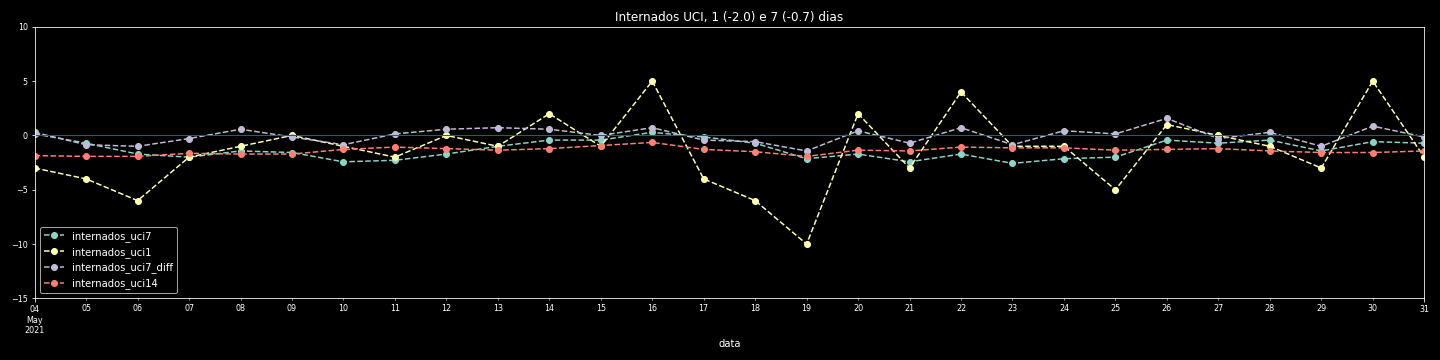 Internados UCI, 1 (-2.0) e 7 (-0.7) dias
10
5
0
−5
−10
−15
internados_uci7
internados_uci1
internados_uci7_diff
internados_uci14
04 05 06 07 08 09 10 11 12 13 14 15 16 17 18 19 20 21 22 23 24 25 26 27 28 29 30 31
May
2021
data